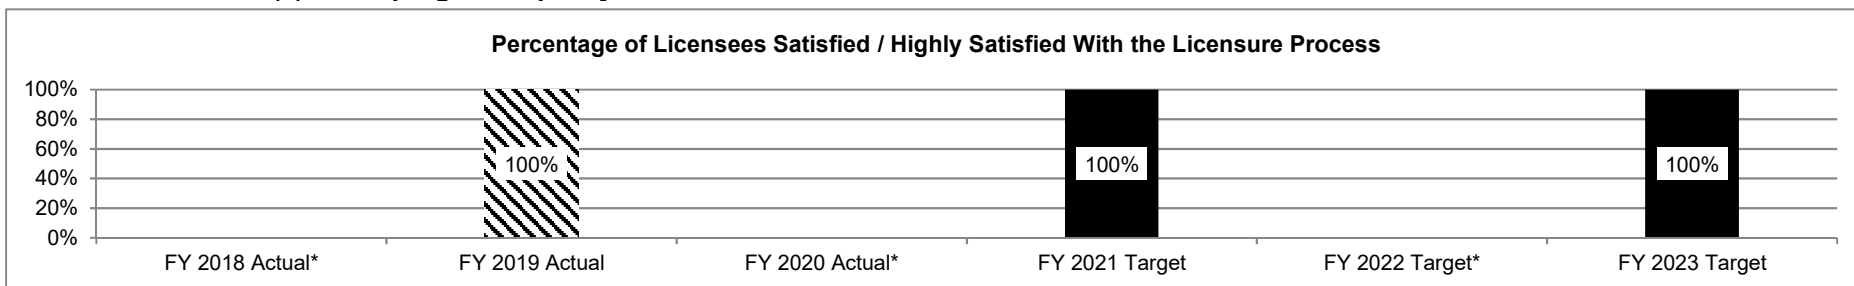 Percentage of Licensees Satisfied / Highly Satisfied With the Licensure Process
100%
80%
60%
40%
20%
0%
100%
100%
100%
FY 2018 Actual*
FY 2019 Actual
FY 2020 Actual*
FY 2021 Target
FY 2022 Target*
FY 2023 Target